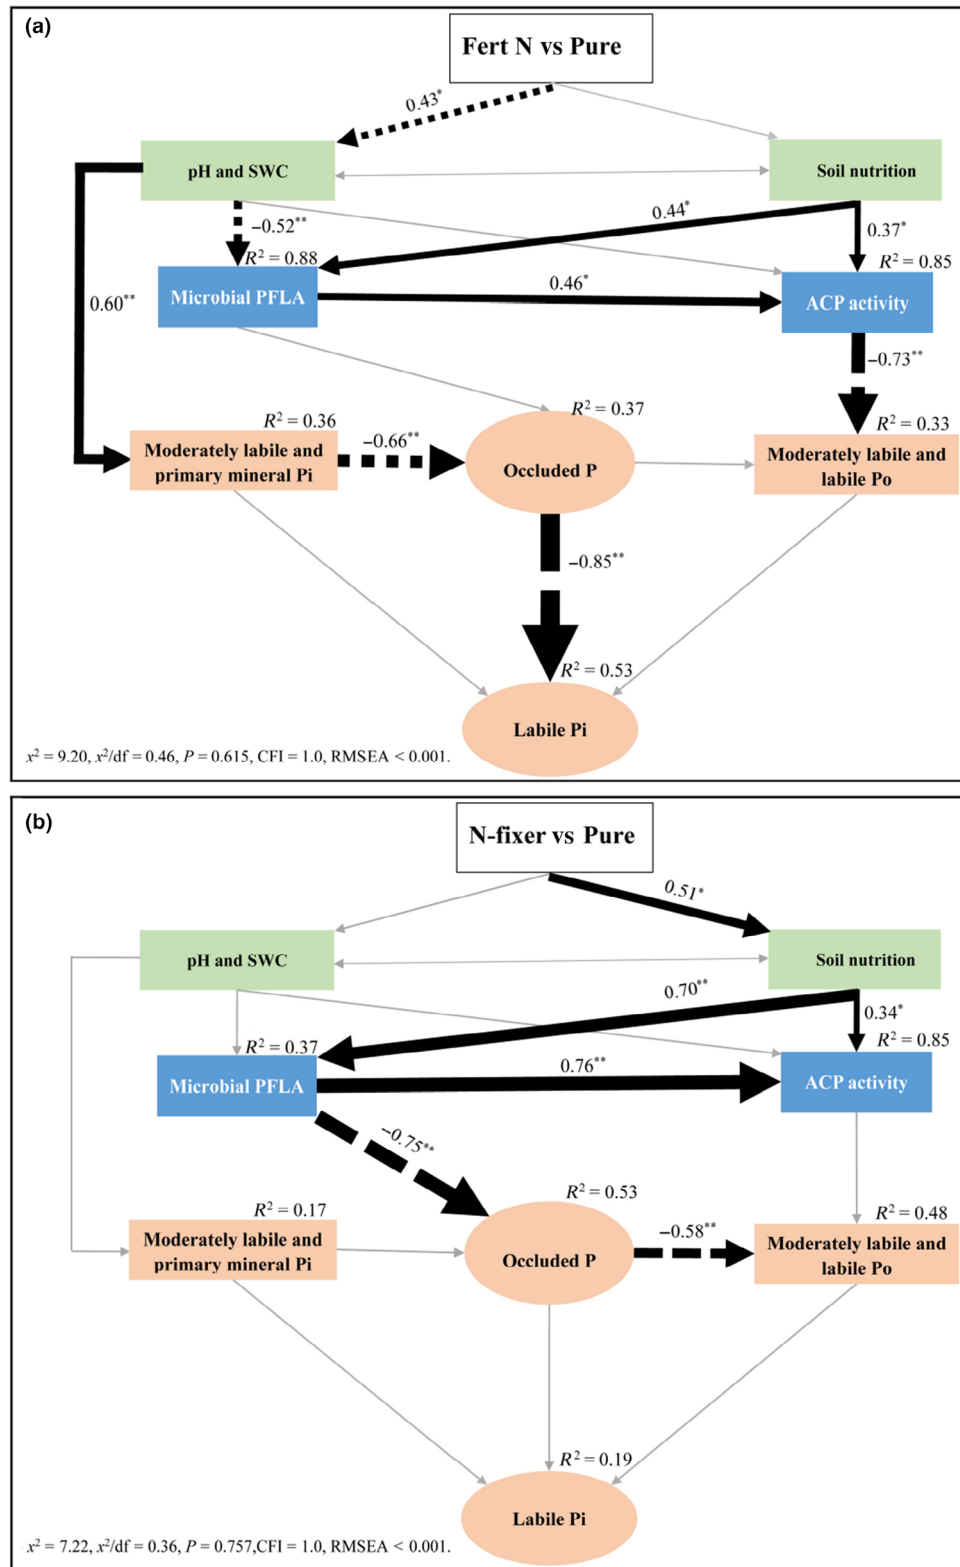 (a)
Fert N vs Pure
0.43*
pH and SWC
Soil nutrition
−0.52**
0.44*
0.37*
R² = 0.88
R² = 0.85
Microbial PFLA
0.46*
ACP activity
0.60**
−0.73**
R² = 0.36
R² = 0.37
R² = 0.33
Moderately labile and
primary mineral Pi
−0.66**
Occluded P
Moderately labile and
labile Po
−0.85**
R² = 0.53
Labile Pi
x² = 9.20, x²/df = 0.46, P = 0.615, CFI = 1.0, RMSEA < 0.001.
(b)
N-fixer vs Pure
0.51*
pH and SWC
Soil nutrition
0.70**
0.34*
R² = 0.37
R² = 0.85
Microbial PFLA
0.76**
ACP activity
−0.75**
R² = 0.17
R² = 0.53
R² = 0.48
Moderately labile and
primary mineral Pi
Occluded P
−0.58**
Moderately labile and
labile Po
R² = 0.19
Labile Pi
x² = 7.22, x²/df = 0.36, P = 0.757,CFI = 1.0, RMSEA < 0.001.